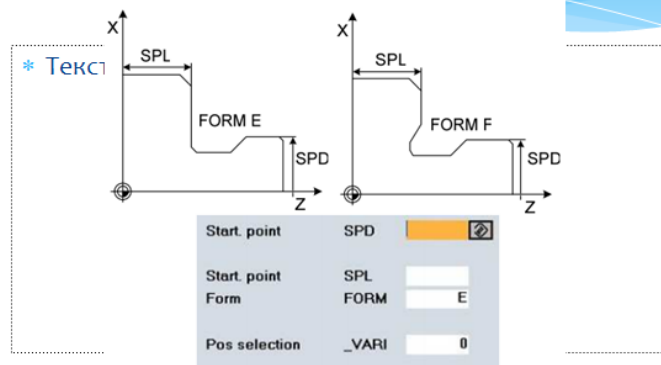 * Текст
X
SPL
FORM E
SPD
Z
X
SPL
FORM F
SPD
Z
Start. point SPD
Start. point SPL
Form FORM E
Pos selection _VARI 0